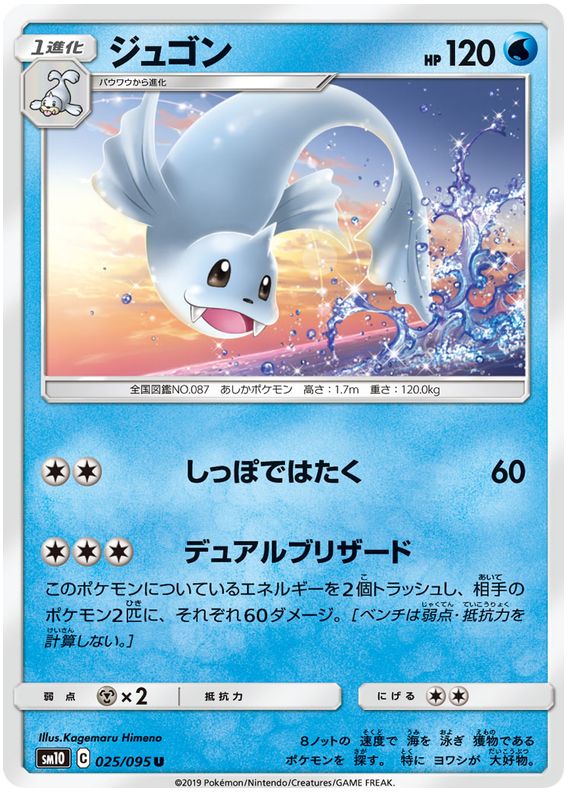 1進化 ジュゴン HP 120
パウワウから進化
全国図鑑NO.087 あしかポケモン 高さ：1.7m 重さ：120.0kg
しっぽではたく 60
デュアルブリザード
このポケモンについているエネルギーを2個トラッシュし、相手の
ポケモン2匹に、それぞれ60ダメージ。[ベンチは弱点・抵抗力を
計算しない。]
弱点 ×2 抵抗力 にげる
Illus.Kagemaru Himeno
8ノットの 速度で 海を 泳ぎ 獲物である
ポケモンを 探す。 特に ヨワシが 大好物。
SM10 C 025/095 U
©2019 Pokémon/Nintendo/Creatures/GAME FREAK.